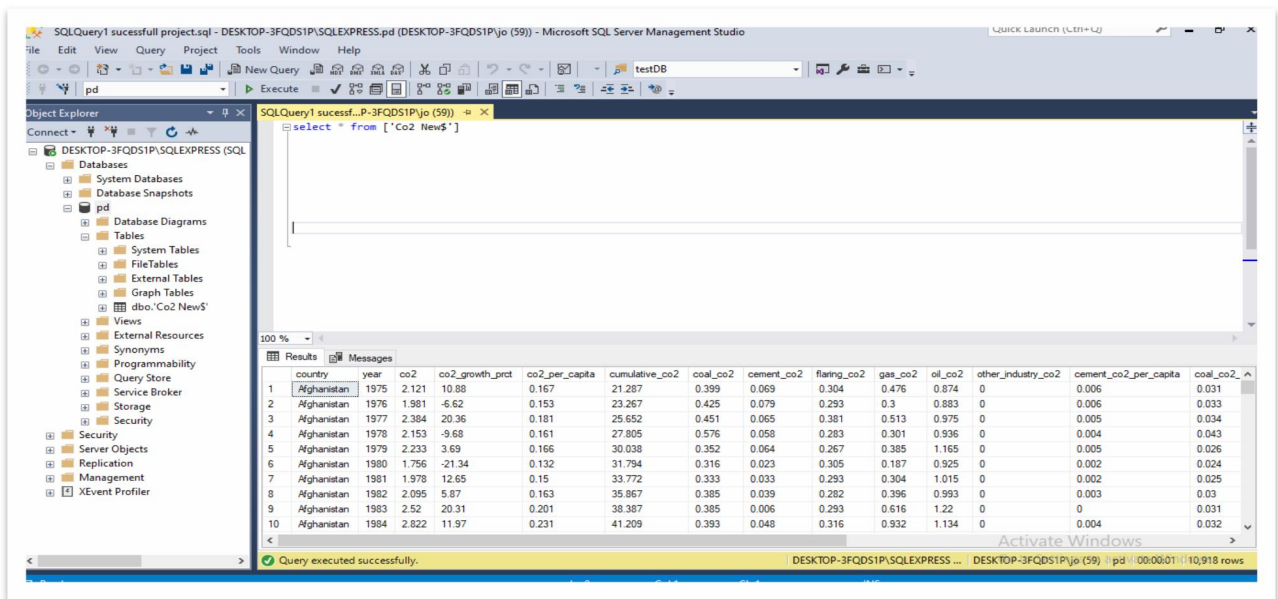 SQLQuery1 sucessfull project.sql - DESKTOP-3FQDS1P\SQLEXPRESS.pd (DESKTOP-3FQDS1P\jo (59)) - Microsoft SQL Server Management Studio
Quick Launch (Ctrl+Q)
File Edit View Query Project Tools Window Help
New Query MDX DMX XMLA DAX testDB
pd Execute
Object Explorer
SQLQuery1 sucessf...P-3FQDS1P\jo (59))
Connect
DESKTOP-3FQDS1P\SQLEXPRESS (SQL
Databases
System Databases
Database Snapshots
pd
Database Diagrams
Tables
System Tables
FileTables
External Tables
Graph Tables
dbo.'Co2 New$'
Views
External Resources
Synonyms
Programmability
Query Store
Service Broker
Storage
Security
Security
Server Objects
Replication
Management
XEvent Profiler
select * from ['Co2 New$']
100 %
Results Messages
country year co2 co2_growth_prct co2_per_capita cumulative_co2 coal_co2 cement_co2 flaring_co2 gas_co2 oil_co2 other_industry_co2 cement_co2_per_capita coal_co2_
1 Afghanistan 1975 2.121 10.88 0.167 21.287 0.399 0.069 0.304 0.476 0.874 0 0.006 0.031
2 Afghanistan 1976 1.981 -6.62 0.153 23.267 0.425 0.079 0.293 0.3 0.883 0 0.006 0.033
3 Afghanistan 1977 2.384 20.36 0.181 25.652 0.451 0.065 0.381 0.513 0.975 0 0.005 0.034
4 Afghanistan 1978 2.153 -9.68 0.161 27.805 0.576 0.058 0.283 0.301 0.936 0 0.004 0.043
5 Afghanistan 1979 2.233 3.69 0.166 30.038 0.352 0.064 0.267 0.385 1.165 0 0.005 0.026
6 Afghanistan 1980 1.756 -21.34 0.132 31.794 0.316 0.023 0.305 0.187 0.925 0 0.002 0.024
7 Afghanistan 1981 1.978 12.65 0.15 33.772 0.333 0.033 0.293 0.304 1.015 0 0.002 0.025
8 Afghanistan 1982 2.095 5.87 0.163 35.867 0.385 0.039 0.282 0.396 0.993 0 0.003 0.03
9 Afghanistan 1983 2.52 20.31 0.201 38.387 0.385 0.006 0.293 0.616 1.22 0 0 0.031
10 Afghanistan 1984 2.822 11.97 0.231 41.209 0.393 0.048 0.316 0.932 1.134 0 0.004 0.032
Activate Windows
Query executed successfully. DESKTOP-3FQDS1P\SQLEXPRESS ... DESKTOP-3FQDS1P\jo (59) pd 00:00:01 10,918 rows